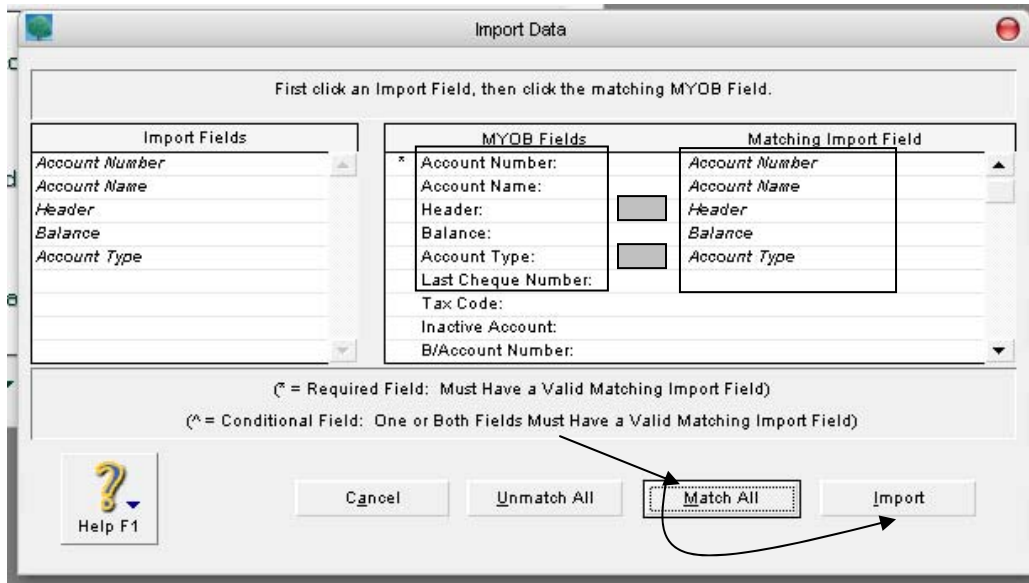 Import Data
First click an Import Field, then click the matching MYOB Field.
Import Fields
MYOB Fields
Matching Import Field
Account Number
* Account Number:
Account Number
Account Name
Account Name:
Account Name
Header
Header:
Header
Balance
Balance:
Balance
Account Type
Account Type:
Account Type
Last Cheque Number:
Tax Code:
Inactive Account:
B/Account Number:
(* = Required Field: Must Have a Valid Matching Import Field)
(^ = Conditional Field: One or Both Fields Must Have a Valid Matching Import Field)
Help F1
Cancel
Unmatch All
Match All
Import